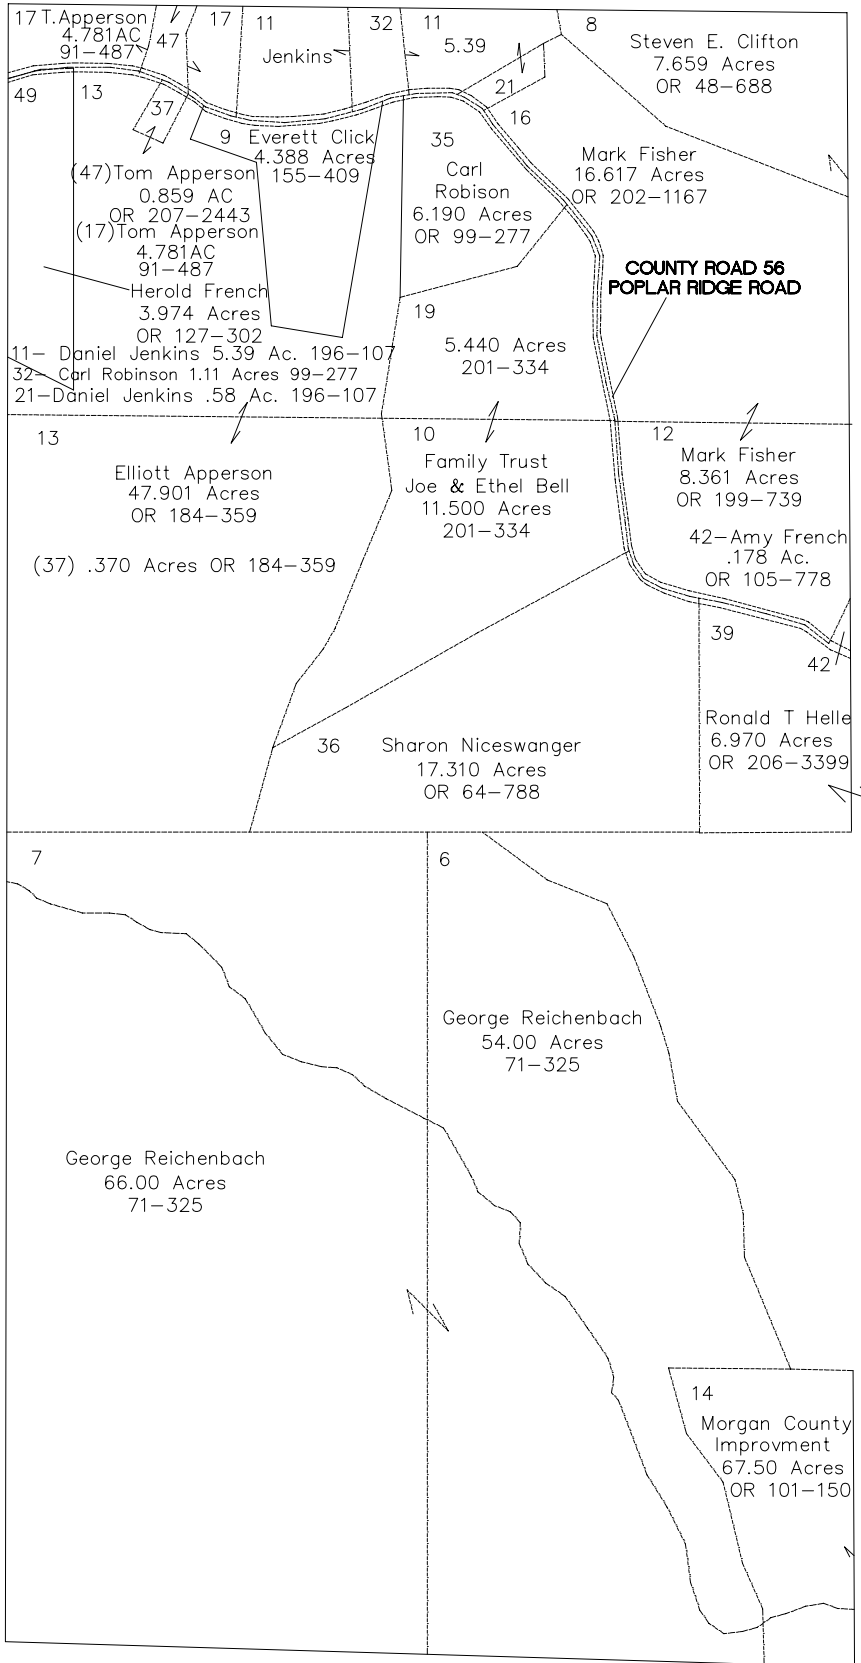 17 T.Apperson
4.781AC
91-487
47
17
11
Jenkins
32
11
5.39
8
Steven E. Clifton
7.659 Acres
OR 48-688
49
13
37
21
16
9 Everett Click
4.388 Acres
155-409
35
Carl
Robison
6.190 Acres
OR 99-277
Mark Fisher
16.617 Acres
OR 202-1167
(47)Tom Apperson
0.859 AC
OR 207-2443
(17)Tom Apperson
4.781AC
91-487
Herold French
3.974 Acres
OR 127-302
COUNTY ROAD 56
POPLAR RIDGE ROAD
19
5.440 Acres
201-334
11- Daniel Jenkins 5.39 Ac. 196-107
32- Carl Robinson 1.11 Acres 99-277
21-Daniel Jenkins .58 Ac. 196-107
13
Elliott Apperson
47.901 Acres
OR 184-359
(37) .370 Acres OR 184-359
10
Family Trust
Joe & Ethel Bell
11.500 Acres
201-334
12
Mark Fisher
8.361 Acres
OR 199-739
42-Amy French
.178 Ac.
OR 105-778
39
42
Ronald T Helle
6.970 Acres
OR 206-3399
36
Sharon Niceswanger
17.310 Acres
OR 64-788
7
6
George Reichenbach
54.00 Acres
71-325
George Reichenbach
66.00 Acres
71-325
14
Morgan County
Improvment
67.50 Acres
OR 101-150